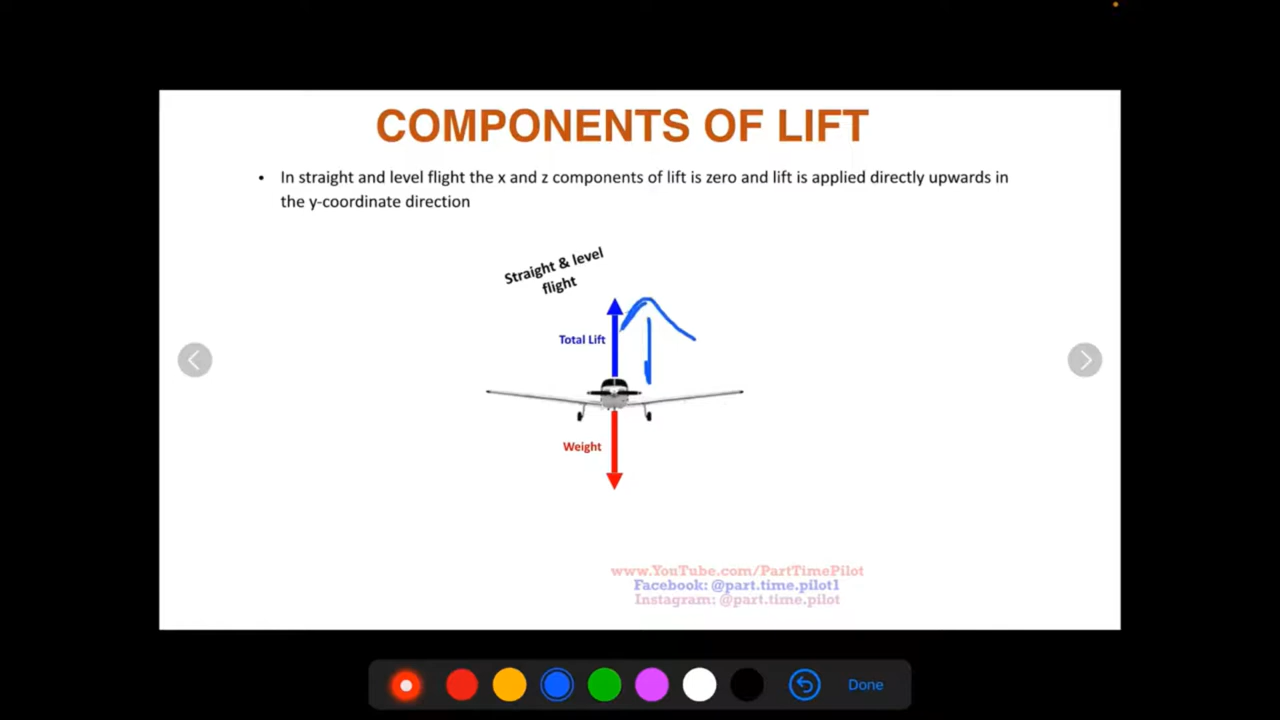 COMPONENTS OF LIFT
• In straight and level flight the x and z components of lift is zero and lift is applied directly upwards in
the y-coordinate direction
Straight & level
flight
Total Lift
Weight
www.YouTube.com/PartTimePilot
Facebook: @part.time.pilot1
Instagram: @part.time.pilot
Done